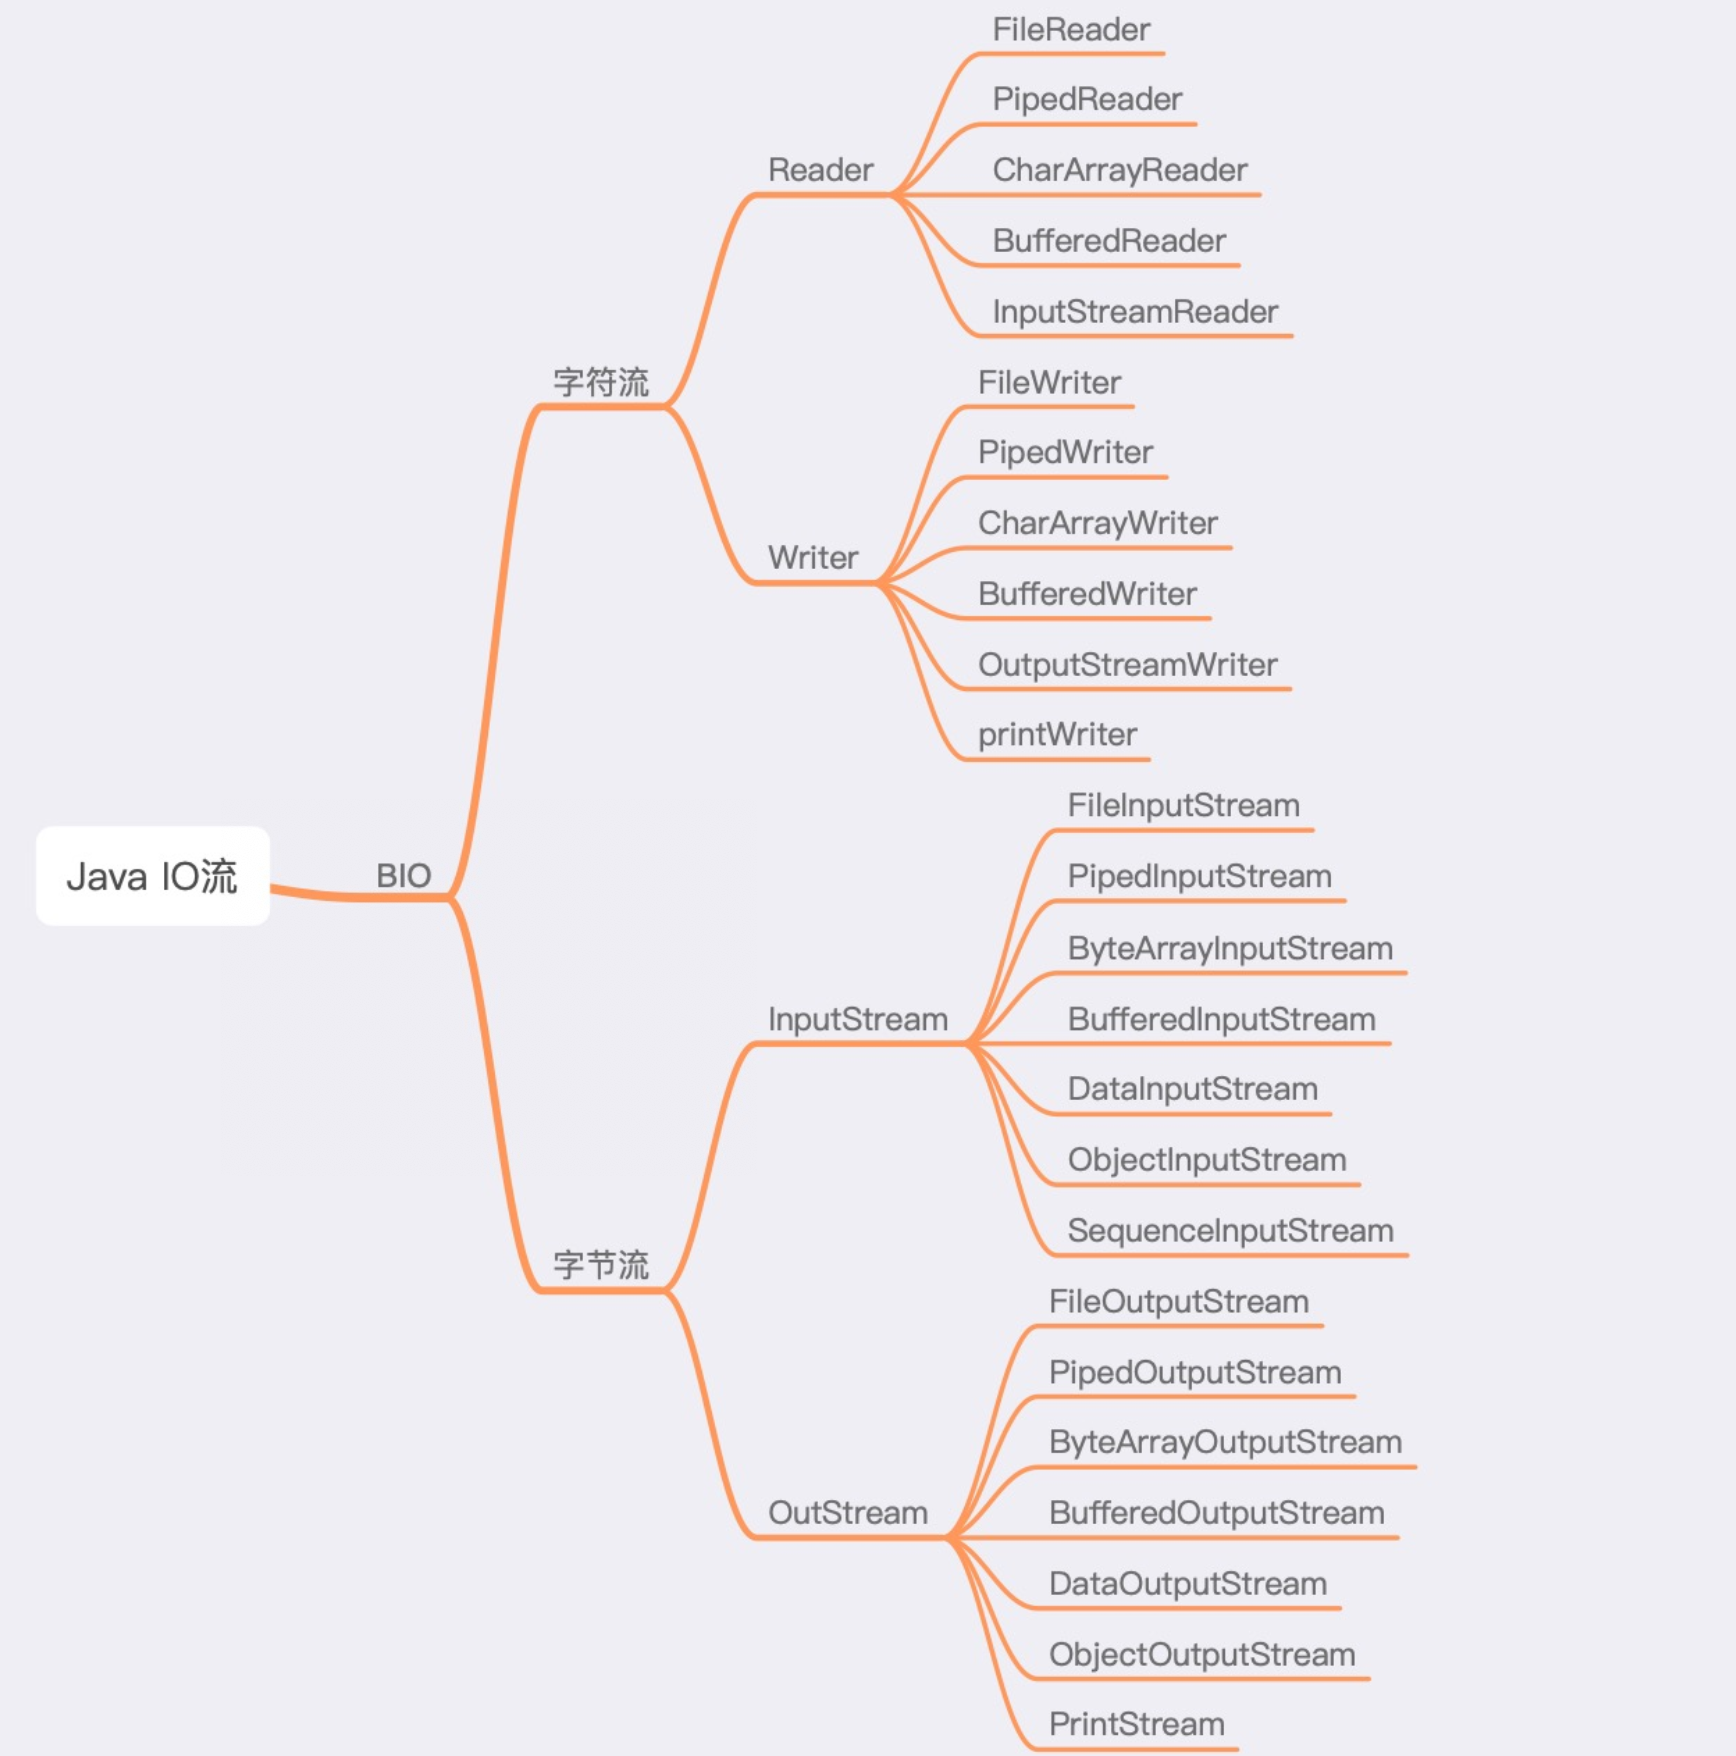 Java IO流
BIO
字符流
Reader
FileReader
PipedReader
CharArrayReader
BufferedReader
InputStreamReader
Writer
FileWriter
PipedWriter
CharArrayWriter
BufferedWriter
OutputStreamWriter
printWriter
字节流
InputStream
FileInputStream
PipedInputStream
ByteArrayInputStream
BufferedInputStream
DataInputStream
ObjectInputStream
SequenceInputStream
OutStream
FileOutputStream
PipedOutputStream
ByteArrayOutputStream
BufferedOutputStream
DataOutputStream
ObjectOutputStream
PrintStream